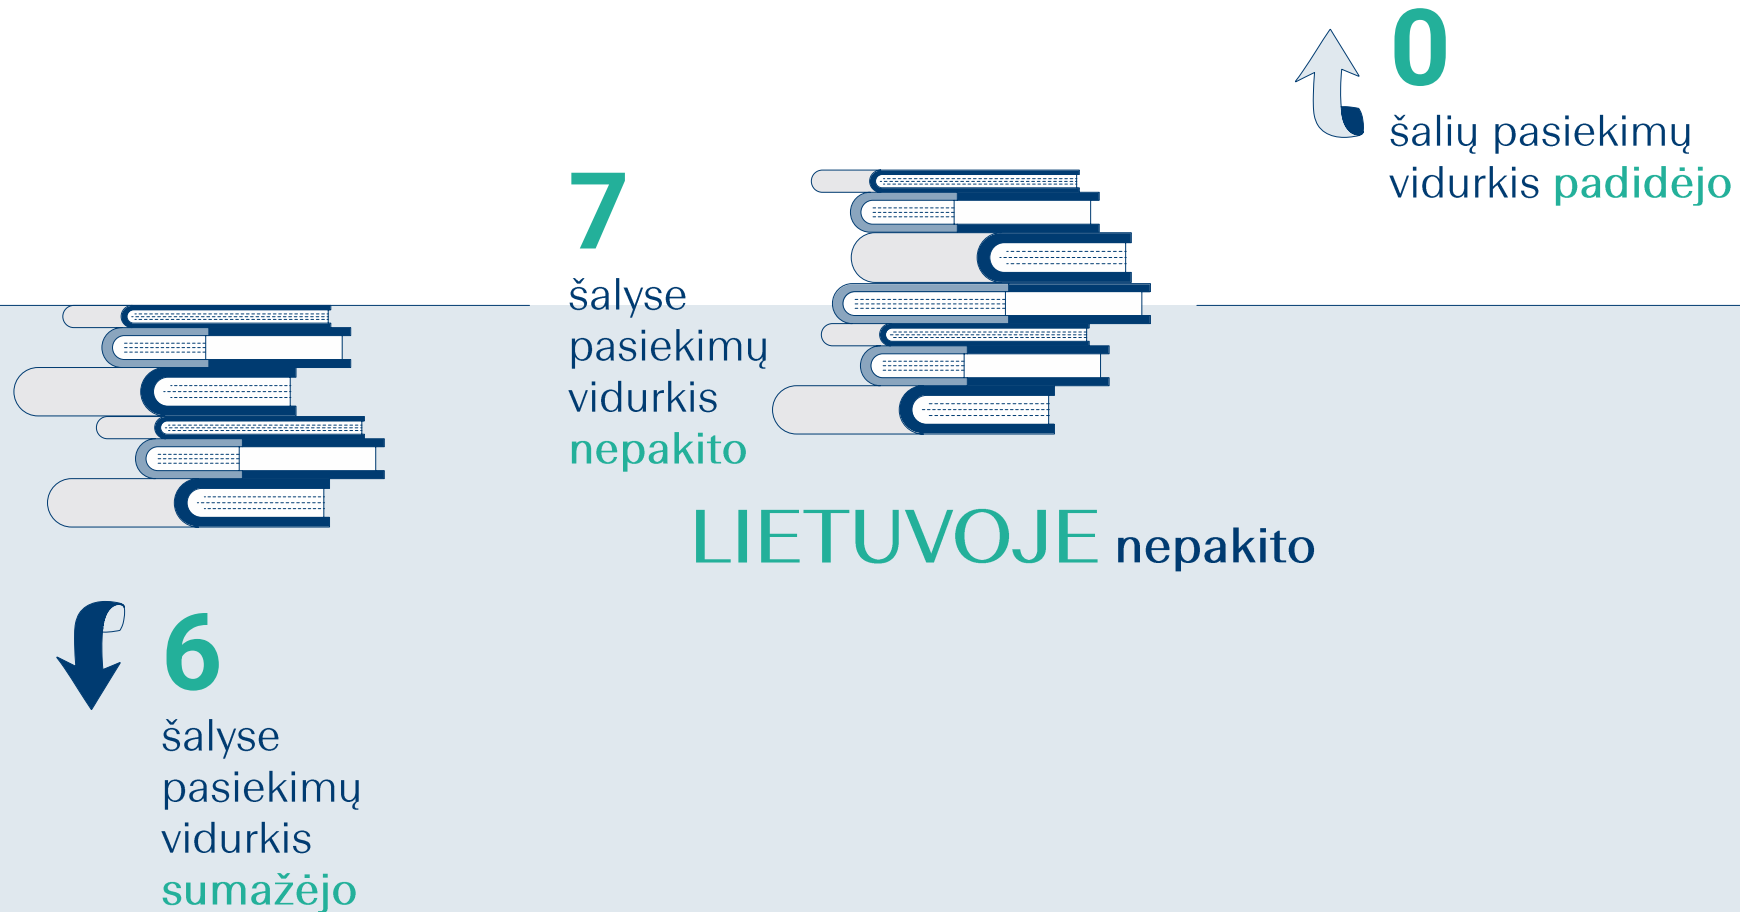 0
šalių pasiekimų
vidurkis padidėjo
7
šalyse
pasiekimų
vidurkis
nepakito
LIETUVOJE nepakito
6
šalyse
pasiekimų
vidurkis
sumažėjo